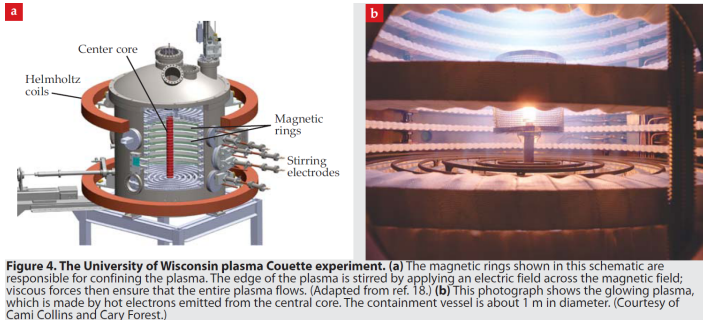 a
b
Center core
Helmholtz
coils
Magnetic
rings
Stirring
electrodes
Figure 4. The University of Wisconsin plasma Couette experiment. (a) The magnetic rings shown in this schematic are
responsible for confining the plasma. The edge of the plasma is stirred by applying an electric field across the magnetic field;
viscous forces then ensure that the entire plasma flows. (Adapted from ref. 18.) (b) This photograph shows the glowing plasma,
which is made by hot electrons emitted from the central core. The containment vessel is about 1 m in diameter. (Courtesy of
Cami Collins and Cary Forest.)